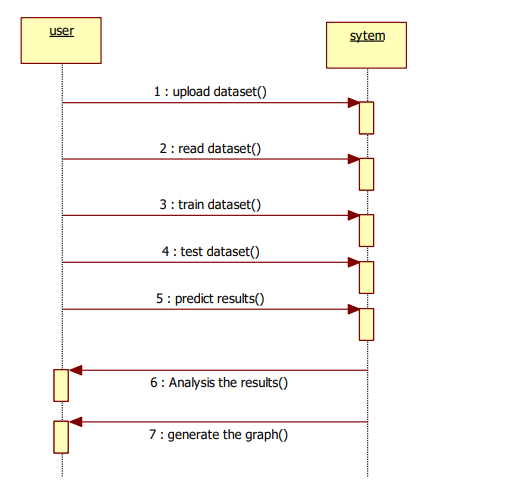 user
sytem
1 : upload dataset()
2 : read dataset()
3 : train dataset()
4 : test dataset()
5 : predict results()
6 : Analysis the results()
7 : generate the graph()